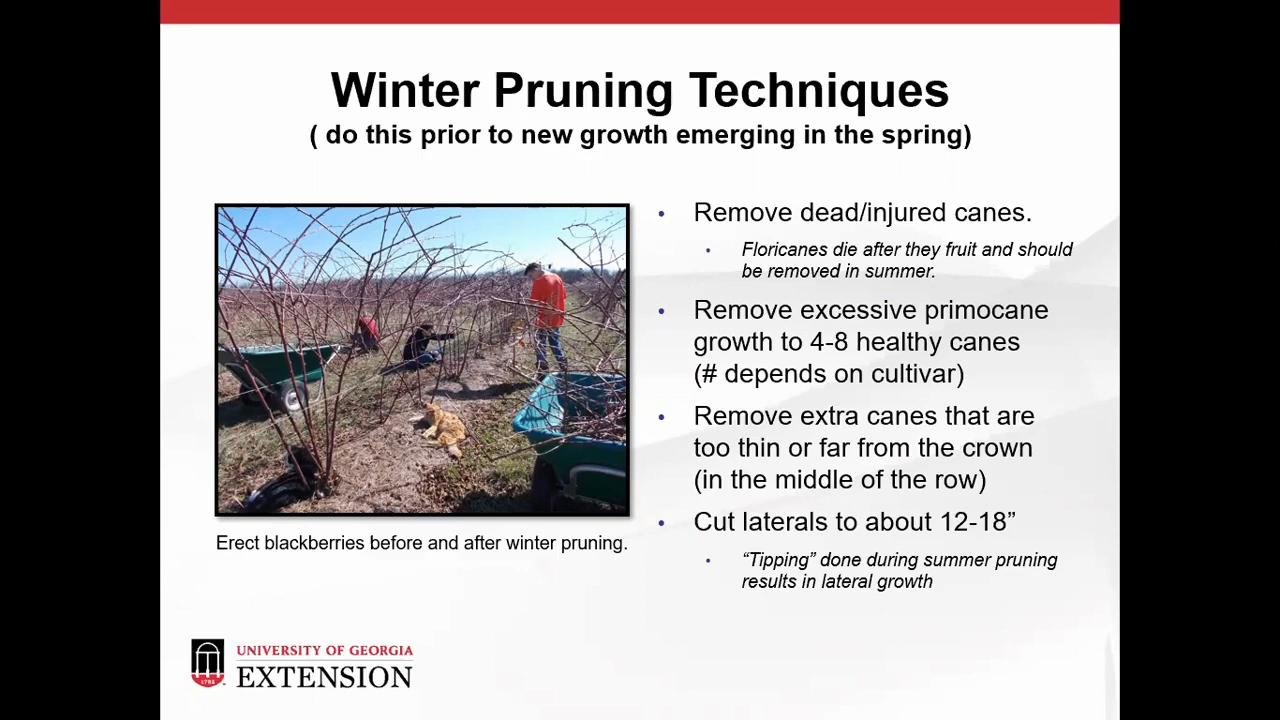 Winter Pruning Techniques
( do this prior to new growth emerging in the spring)
• Remove dead/injured canes.
• Floricanes die after they fruit and should
be removed in summer.
• Remove excessive primocane
growth to 4-8 healthy canes
(# depends on cultivar)
• Remove extra canes that are
too thin or far from the crown
(in the middle of the row)
• Cut laterals to about 12-18”
• “Tipping” done during summer pruning
results in lateral growth
Erect blackberries before and after winter pruning.
UNIVERSITY OF GEORGIA
EXTENSION
1785